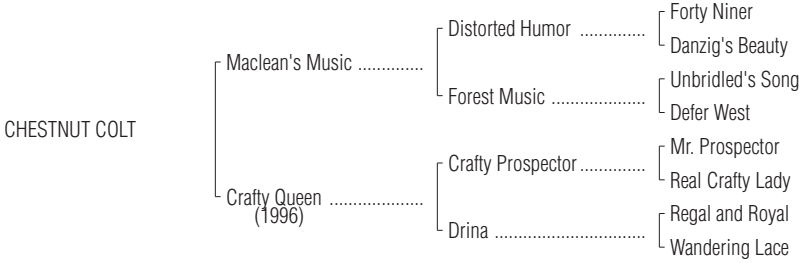 Forty Niner
Distorted Humor ..............
Danzig's Beauty
Maclean's Music ..............
Unbridled's Song
Forest Music ....................
Defer West
CHESTNUT COLT
Mr. Prospector
Crafty Prospector..............
Real Crafty Lady
Crafty Queen ....................
(1996)
Regal and Royal
Drina ................................
Wandering Lace